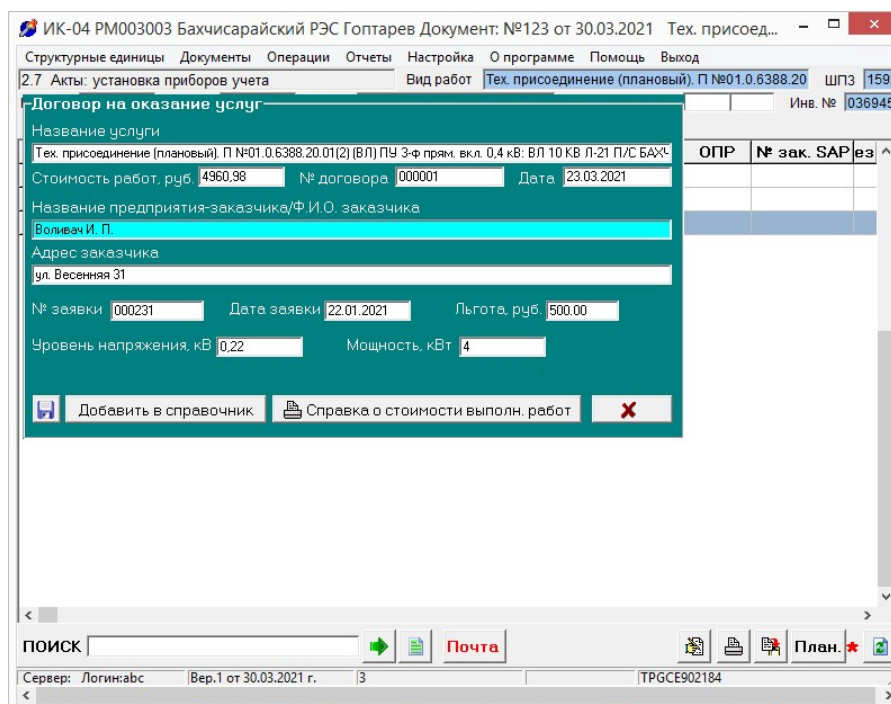 ИК-04 РМ003003 Бахчисарайский РЭС Гоптарев Документ: №123 от 30.03.2021 Тех. присоед...
Структурные единицы Документы Операции Отчеты Настройка О программе Помощь Выход
2.7 Акты: установка приборов учета Вид работ Тех. присоединение (плановый). П №01.0.6388.20 ШПЗ 159
Договор на оказание услуг Инв. № 036945
Название услуги
Тех. присоединение (плановый). П №01.0.6388.20.01(2) (ВЛ) ПУ 3-ф прям. вкл. 0,4 кВ: ВЛ 10 КВ Л-21 П/С БАХЧ ОПР № зак. SAP ез
Стоимость работ, руб. 4960,98 № договора 000001 Дата 23.03.2021
Название предприятия-заказчика/Ф.И.О. заказчика
Воливач И. П.
Адрес заказчика
ул. Весенняя 31
№ заявки 000231 Дата заявки 22.01.2021 Льгота, руб. 500.00
Уровень напряжения, кВ 0,22 Мощность, кВт 4
Добавить в справочник Справка о стоимости выполн. работ
ПОИСК Почта План.
Сервер: Логин:abc Вер.1 от 30.03.2021 г. 3 TPGCE902184